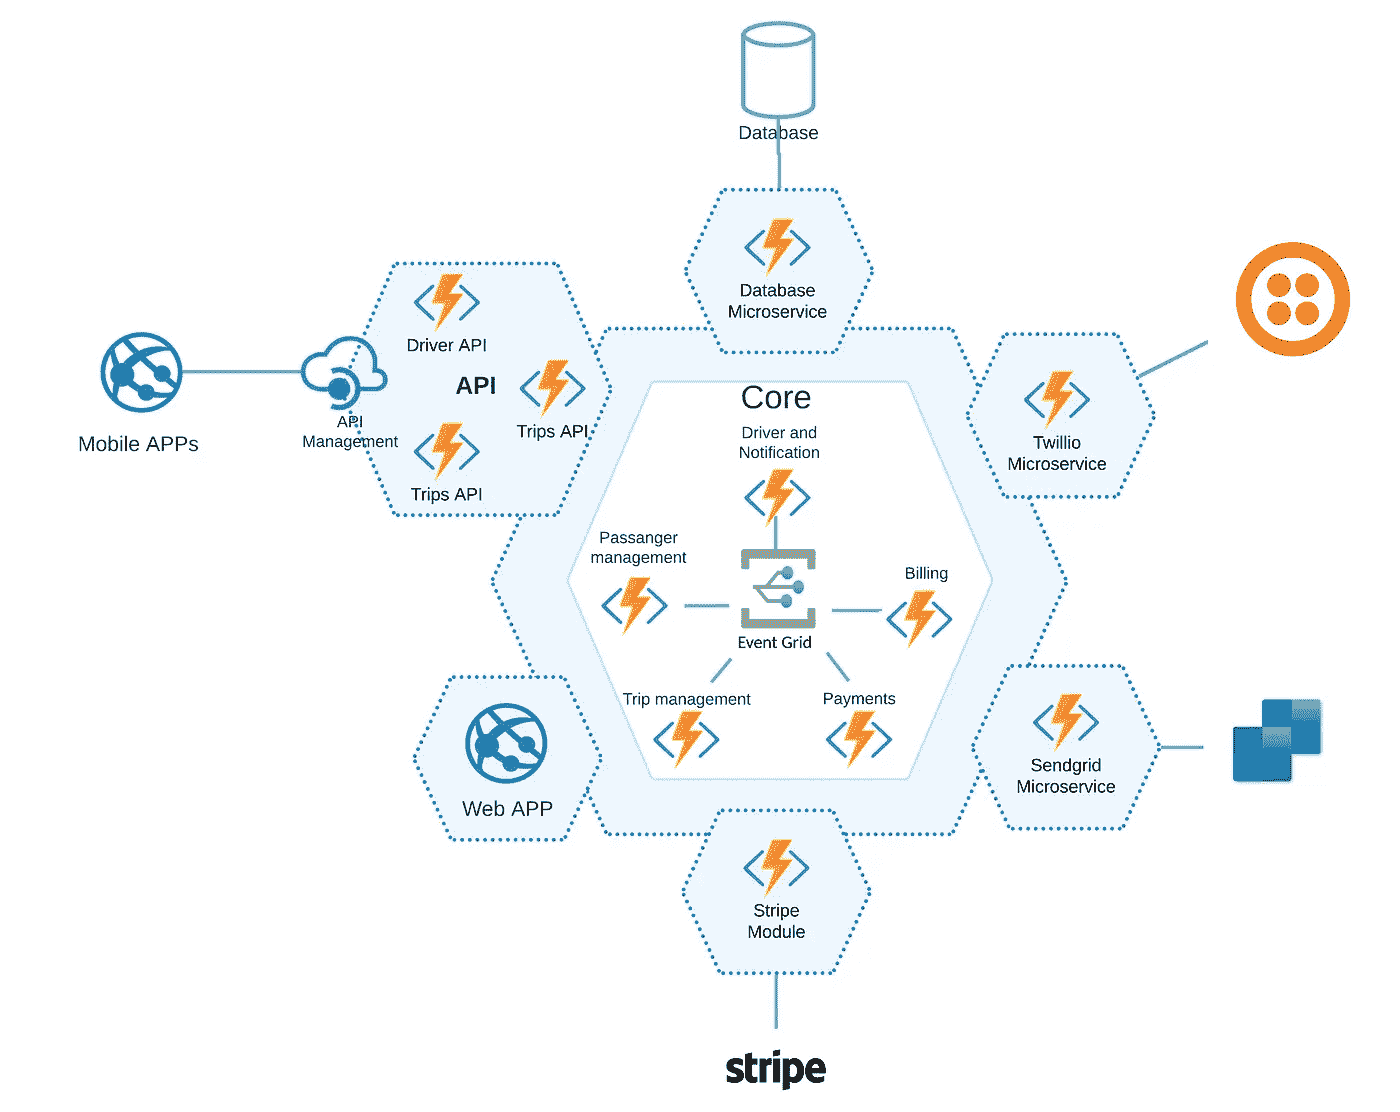 Database
Database
Microservice
Driver API
API
Trips API
Trips API
API
Management
Mobile APPs
Core
Driver and
Notification
Twillio
Microservice
Passanger
management
Billing
Event Grid
Trip management
Payments
Web APP
Sendgrid
Microservice
Stripe
Module
stripe